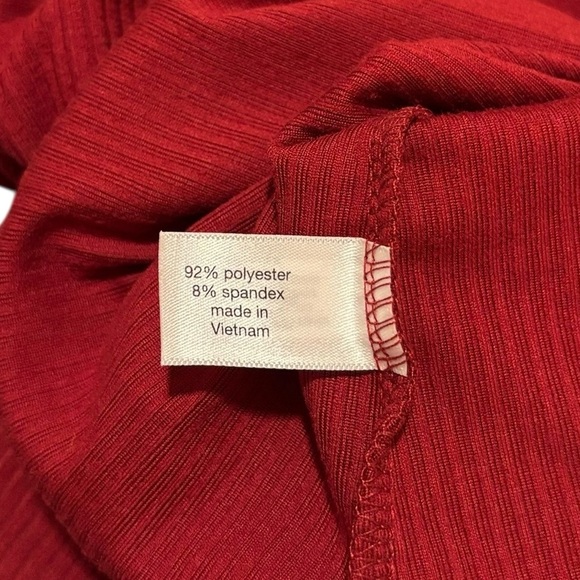 92% polyester
8% spandex
made in
Vietnam